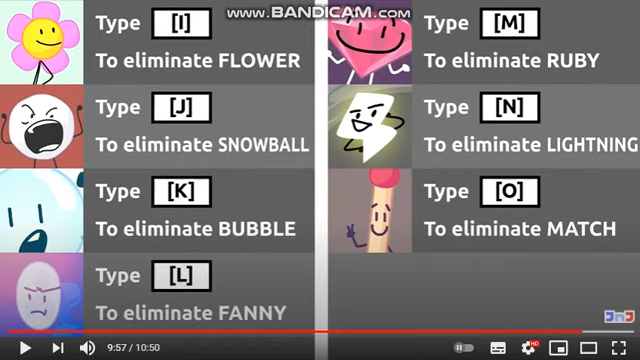 WWW.BANDICAM.COM
Type [I]
To eliminate FLOWER
Type [J]
To eliminate SNOWBALL
Type [K]
To eliminate BUBBLE
Type [L]
To eliminate FANNY
Type [M]
To eliminate RUBY
Type [N]
To eliminate LIGHTNING
Type [O]
To eliminate MATCH
9:57 / 10:50
HD